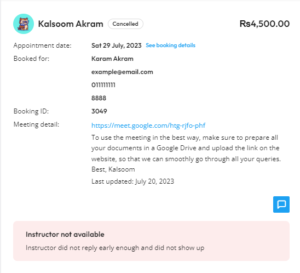 Kalsoom Akram Cancelled Rs4,500.00
Appointment date: Sat 29 July, 2023 See booking details
Booked for: Karam Akram
example@email.com
011111111
8888
Booking ID: 3049
Meeting detail: https://meet.google.com/htg-rjfo-phf
To use the meeting in the best way, make sure to prepare all
your documents in a Google Drive and upload the link on the
website, so that we can smoothly go through all your queries.
Best, Kalsoom
Last updated: July 20, 2023
Instructor not available
Instructor did not reply early enough and did not show up